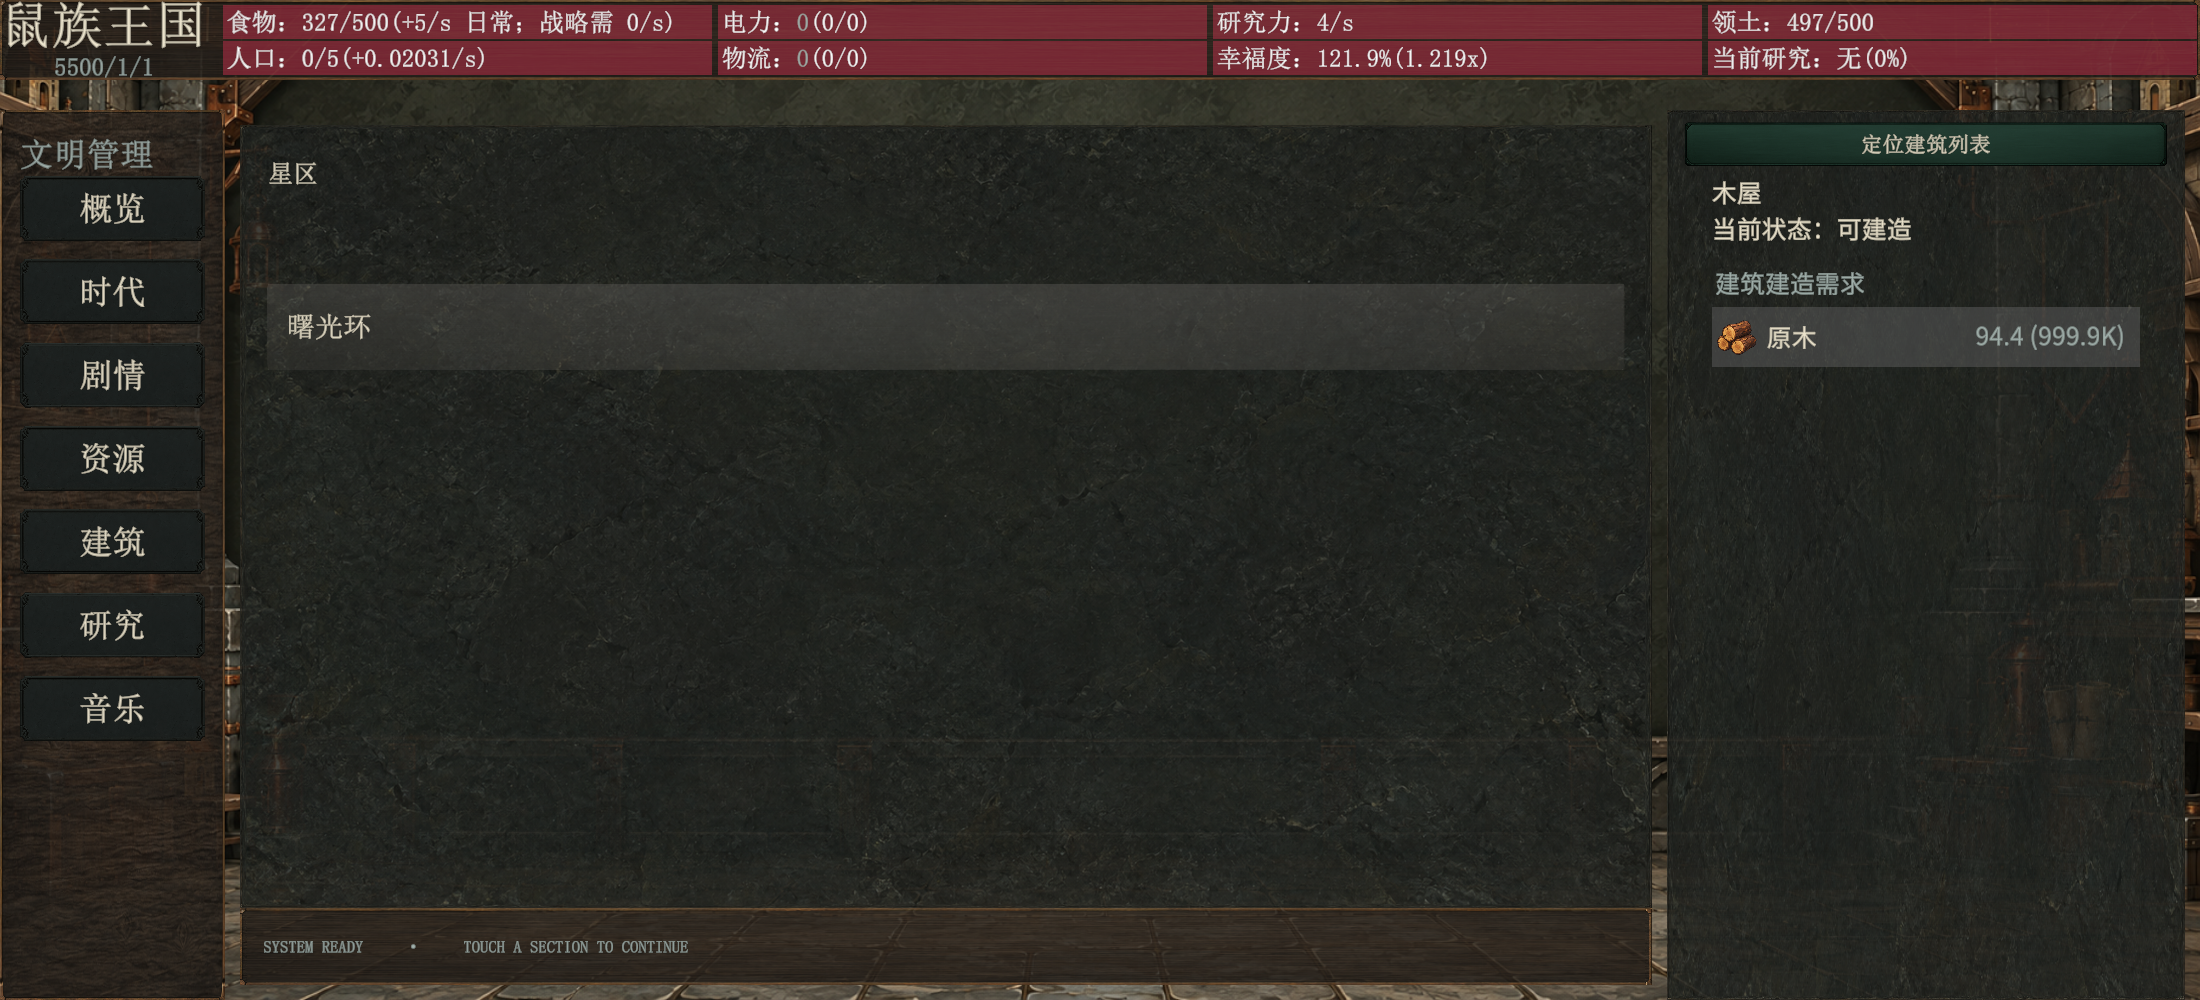 鼠族王国
5500/1/1
食物: 327/500(+5/s 日常; 战略需 0/s)
电力: 0(0/0)
研究力: 4/s
领土: 497/500
人口: 0/5(+0.02031/s)
物流: 0(0/0)
幸福度: 121.9%(1.219x)
当前研究: 无(0%)
文明管理
概览
时代
剧情
资源
建筑
研究
音乐
星区
曙光环
SYSTEM READY • TOUCH A SECTION TO CONTINUE
定位建筑列表
木屋
当前状态: 可建造
建筑建造需求
原木 94.4 (999.9K)